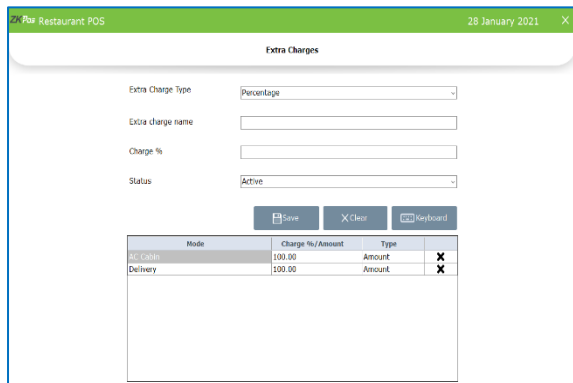 ZKPos Restaurant POS 28 January 2021 X
Extra Charges
Extra Charge Type Percentage
Extra charge name
Charge %
Status Active
Save X Clear Keyboard
Mode Charge %/Amount Type
AC Cabin 100.00 Amount X
Delivery 100.00 Amount X